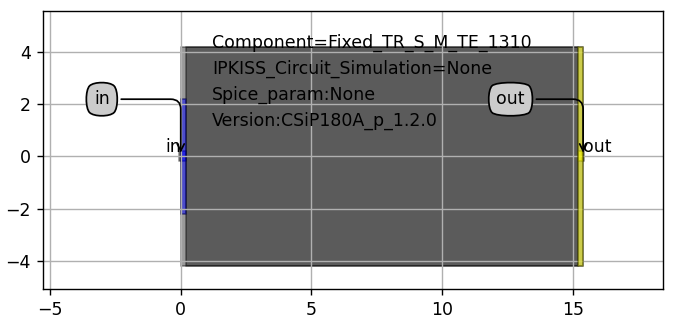 Component=Fixed_TR_S_M_TE_1310
IPKISS_Circuit_Simulation=None
Spice_param:None
Version:CSiP180A_p_1.2.0
in
out
in
out
4
2
0
−2
−4
−5
0
5
10
15